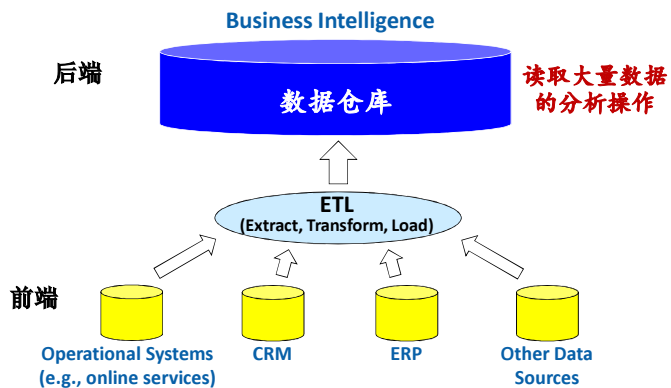 Business Intelligence
后端
数据仓库
读取大量数据
的分析操作
ETL
(Extract, Transform, Load)
前端
Operational Systems
(e.g., online services)
CRM
ERP
Other Data
Sources